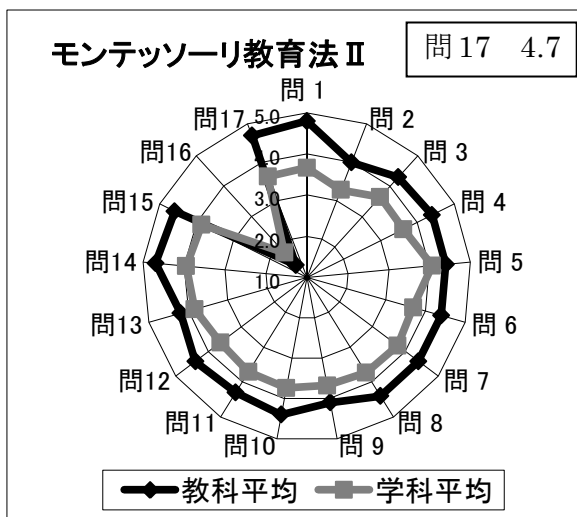 モンテッソーリ教育法Ⅱ
問17 4.7
問 1
問 2
問 3
問 4
問 5
問 6
問 7
問 8
問 9
問10
問11
問12
問13
問14
問15
問16
問17
5.0
4.0
3.0
2.0
1.0
教科平均
学科平均